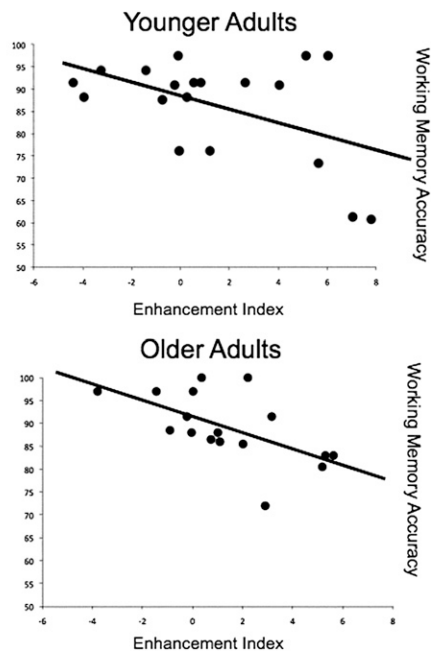 Younger Adults
100
95
90
85
80
75
70
65
60
55
50
-6 -4 -2 0 2 4 6 8
Enhancement Index
Working Memory Accuracy
Older Adults
100
95
90
85
80
75
70
65
60
55
50
-6 -4 -2 0 2 4 6 8
Enhancement Index
Working Memory Accuracy